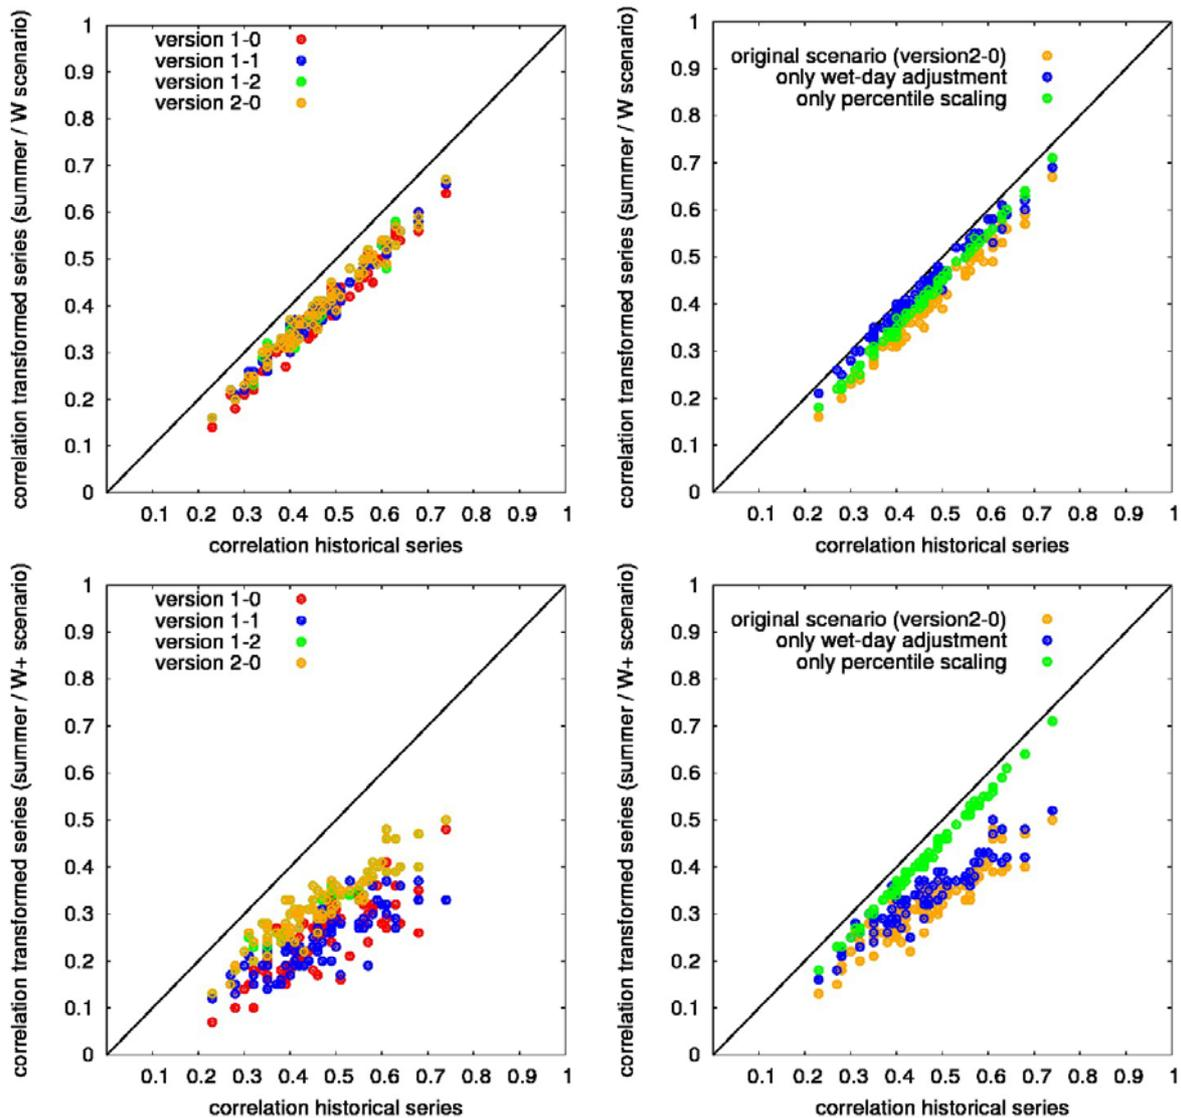 correlation transformed series (summer / W scenario)
version 1-0
version 1-1
version 1-2
version 2-0
1
0.9
0.8
0.7
0.6
0.5
0.4
0.3
0.2
0.1
0
0.1 0.2 0.3 0.4 0.5 0.6 0.7 0.8 0.9 1
correlation historical series
correlation transformed series (summer / W scenario)
original scenario (version2-0)
only wet-day adjustment
only percentile scaling
1
0.9
0.8
0.7
0.6
0.5
0.4
0.3
0.2
0.1
0
0.1 0.2 0.3 0.4 0.5 0.6 0.7 0.8 0.9 1
correlation historical series
correlation transformed series (summer / W+ scenario)
version 1-0
version 1-1
version 1-2
version 2-0
1
0.9
0.8
0.7
0.6
0.5
0.4
0.3
0.2
0.1
0
0.1 0.2 0.3 0.4 0.5 0.6 0.7 0.8 0.9 1
correlation historical series
correlation transformed series (summer / W+ scenario)
original scenario (version2-0)
only wet-day adjustment
only percentile scaling
1
0.9
0.8
0.7
0.6
0.5
0.4
0.3
0.2
0.1
0
0.1 0.2 0.3 0.4 0.5 0.6 0.7 0.8 0.9 1
correlation historical series